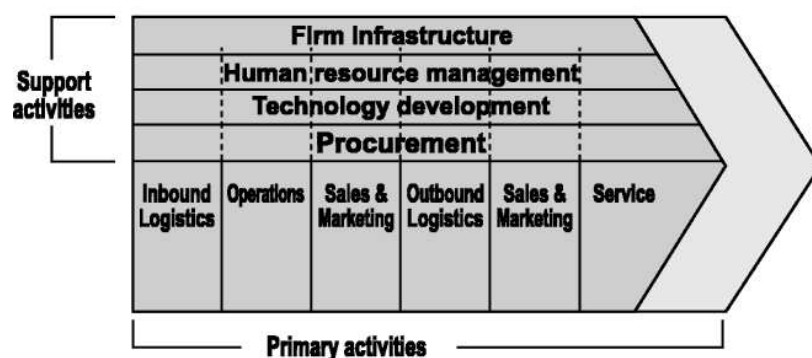 Firm Infrastructure
Human resource management
Support
activities
Technology development
Procurement
Inbound
Logistics
Operations
Sales &
Marketing
Outbound
Logistics
Sales &
Marketing
Service
Primary activities